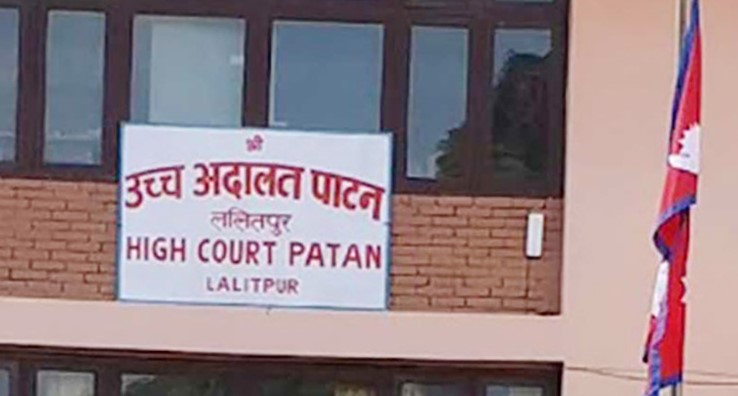 श्री
उच्च अदालत पाटन
ललितपुर
HIGH COURT PATAN
LALITPUR